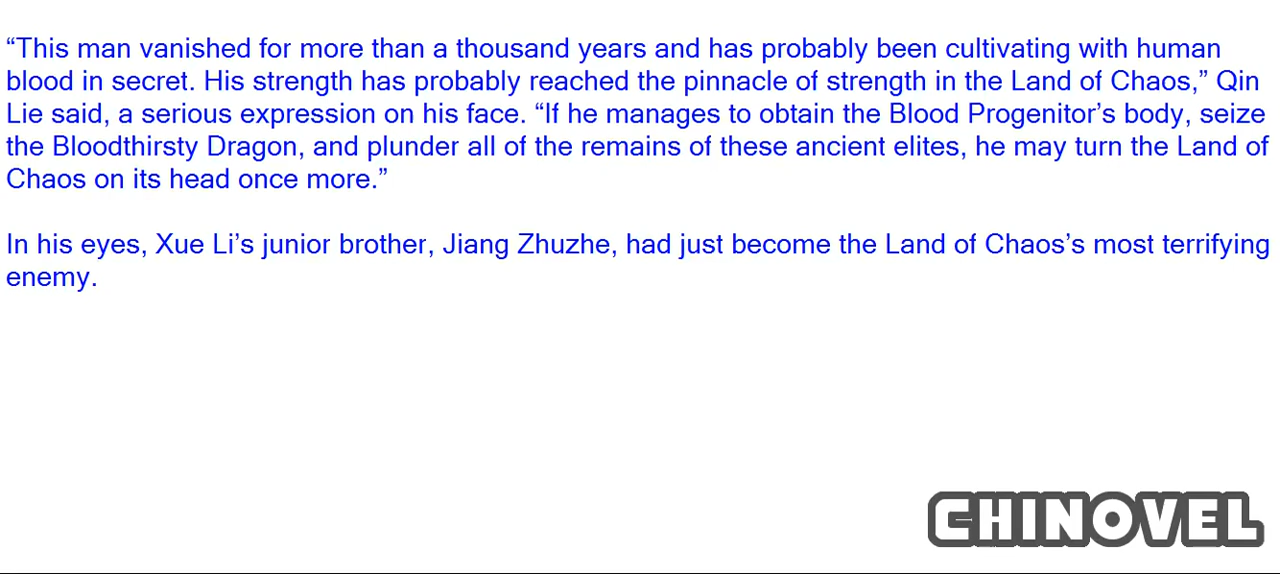 “This man vanished for more than a thousand years and has probably been cultivating with human
blood in secret. His strength has probably reached the pinnacle of strength in the Land of Chaos,” Qin
Lie said, a serious expression on his face. “If he manages to obtain the Blood Progenitor’s body, seize
the Bloodthirsty Dragon, and plunder all of the remains of these ancient elites, he may turn the Land of
Chaos on its head once more.”
In his eyes, Xue Li’s junior brother, Jiang Zhuzhe, had just become the Land of Chaos’s most terrifying
enemy.
CHINOVEL